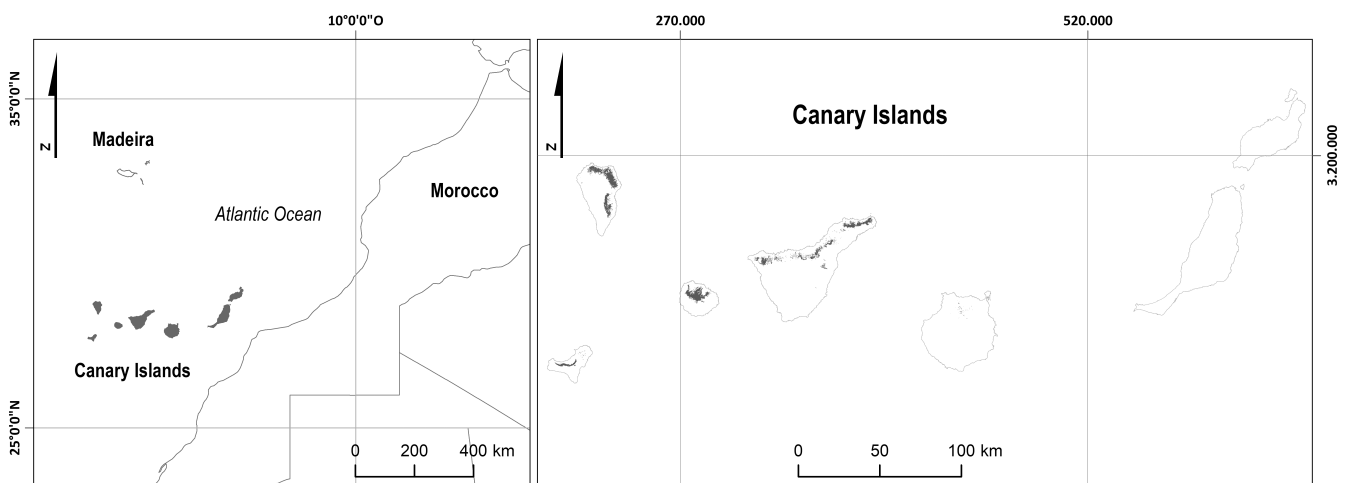 10°0'0"O
270.000
520.000
35°0'0"N
Madeira
Canary Islands
N
N
3.200.000
Morocco
Atlantic Ocean
Canary Islands
25°0'0"N
0 200 400 km
0 50 100 km